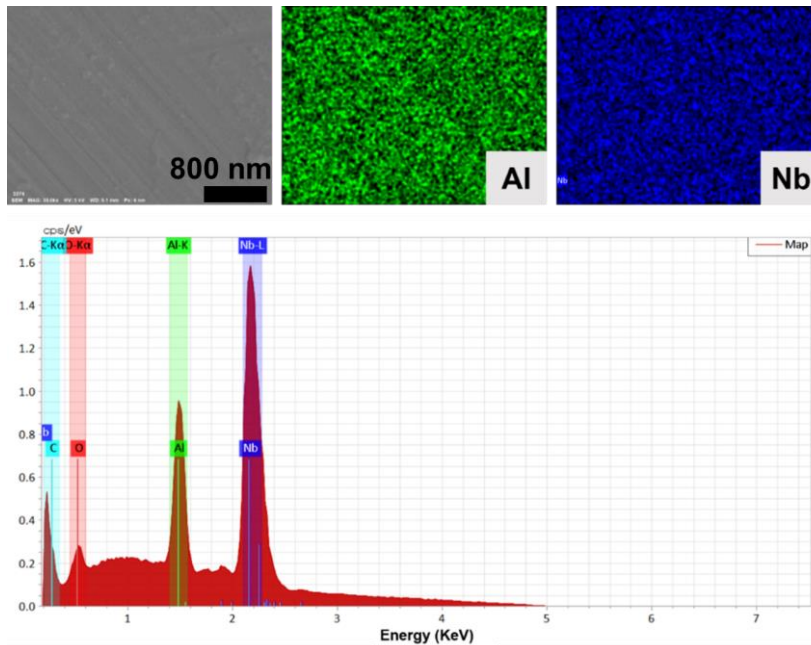 800 nm
Al
Nb
Nb
cps/eV
C-Kα
O-Kα
Al-K
Nb-L
Map
1.6
1.4
1.2
1.0
0.8
0.6
0.4
0.2
0.0
b
C
O
Al
Nb
1
2
3
4
5
6
7
Energy (KeV)